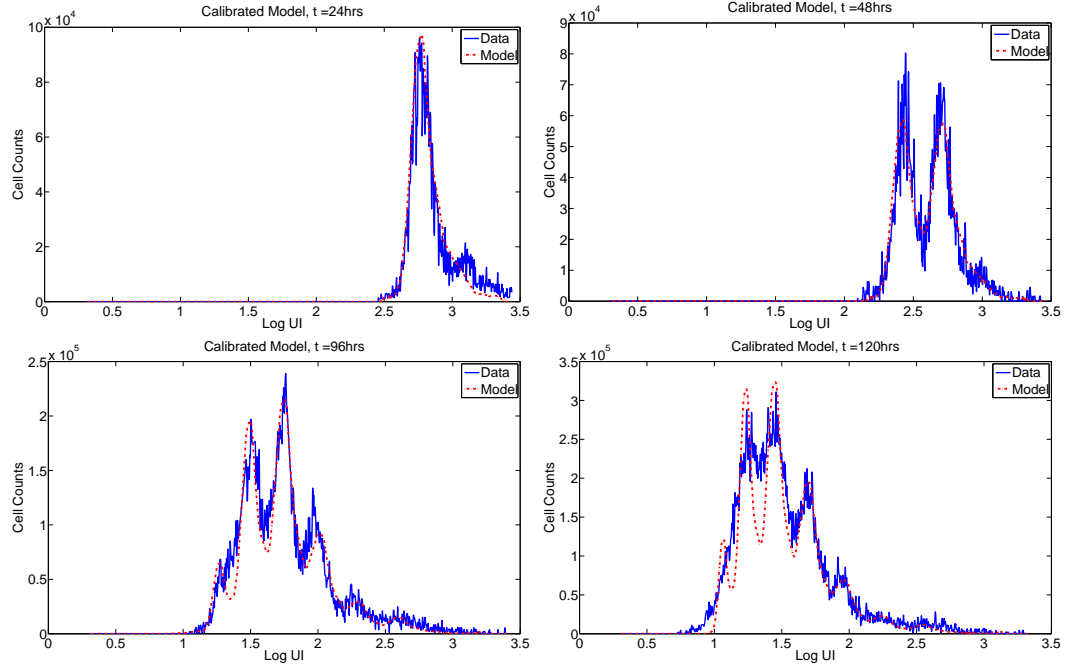 Calibrated Model, t =24hrs
x 10^4
10
8
6
4
2
0
Cell Counts
0 0.5 1 1.5 2 2.5 3 3.5
Log UI
Data
Model
Calibrated Model, t =48hrs
x 10^4
9
8
7
6
5
4
3
2
1
0
Cell Counts
0 0.5 1 1.5 2 2.5 3 3.5
Log UI
Data
Model
Calibrated Model, t =96hrs
x 10^5
2.5
2
1.5
1
0.5
0
Cell Counts
0 0.5 1 1.5 2 2.5 3 3.5
Log UI
Data
Model
Calibrated Model, t =120hrs
x 10^5
3.5
3
2.5
2
1.5
1
0.5
0
Cell Counts
0 0.5 1 1.5 2 2.5 3 3.5
Log UI
Data
Model